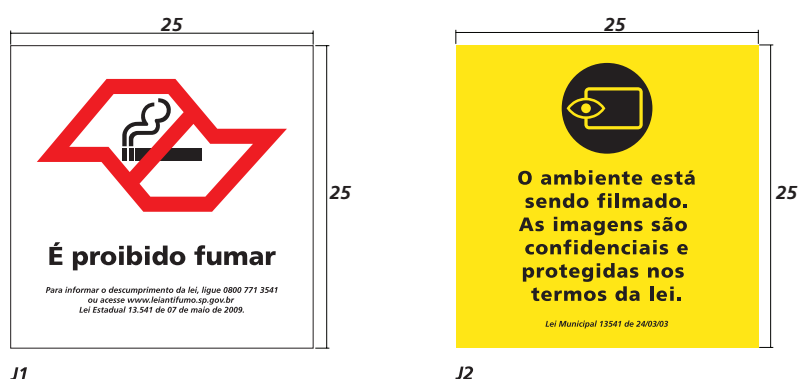 25
25
É proibido fumar
Para informar o descumprimento da lei, ligue 0800 771 3541
ou acesse www.leiantifumo.sp.gov.br
Lei Estadual 13.541 de 07 de maio de 2009.
J1
25
25
O ambiente está
sendo filmado.
As imagens são
confidenciais e
protegidas nos
termos da lei.
Lei Municipal 13541 de 24/03/03
J2